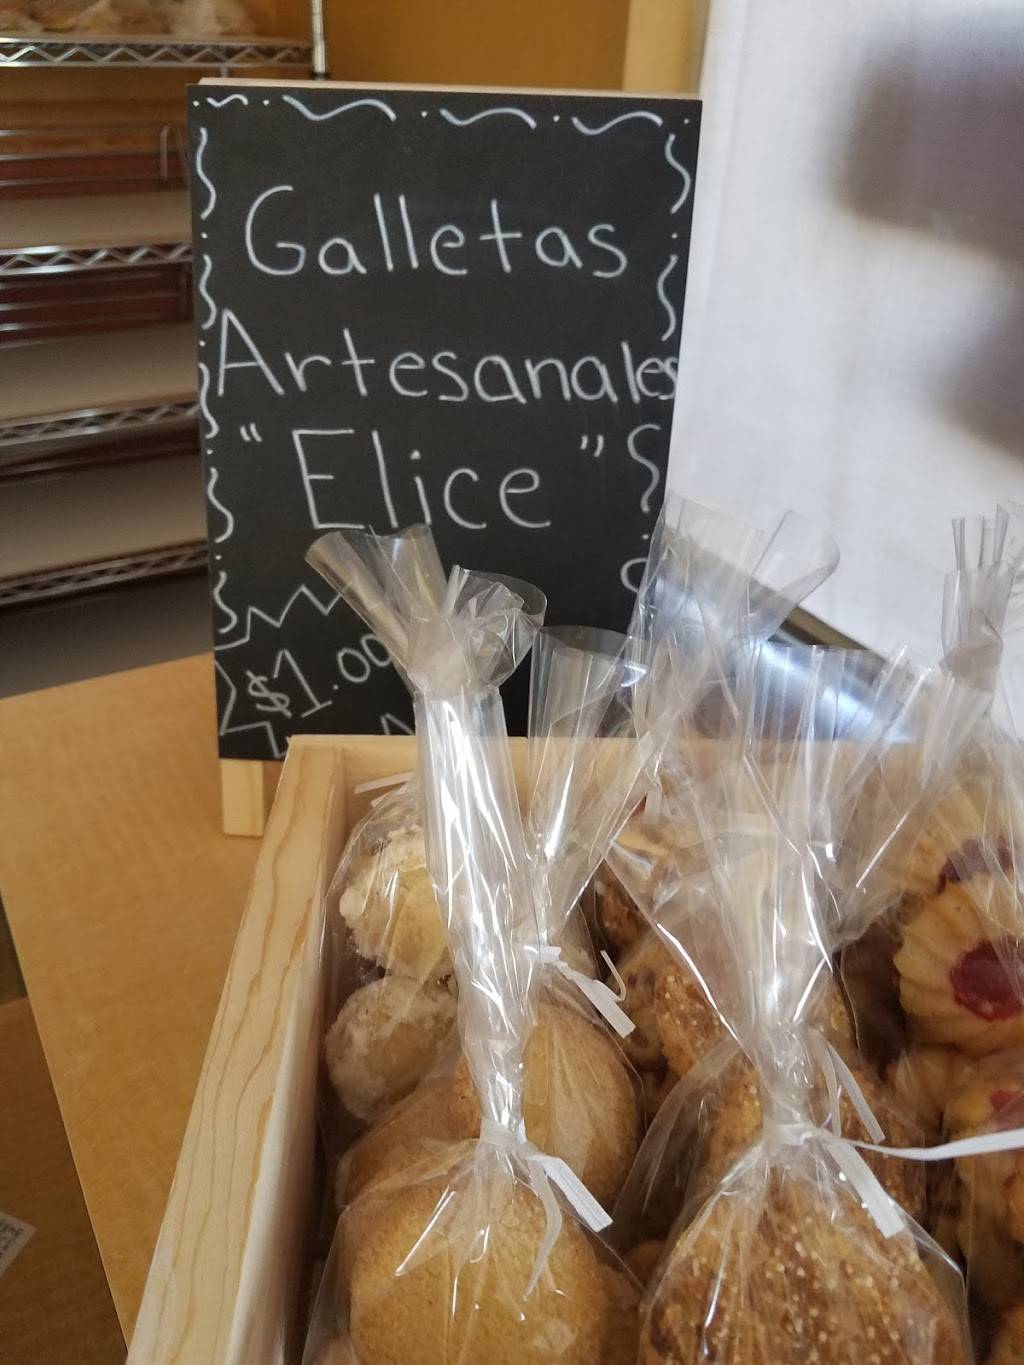 Galletas
Artesanales
"Elice"
$1.00